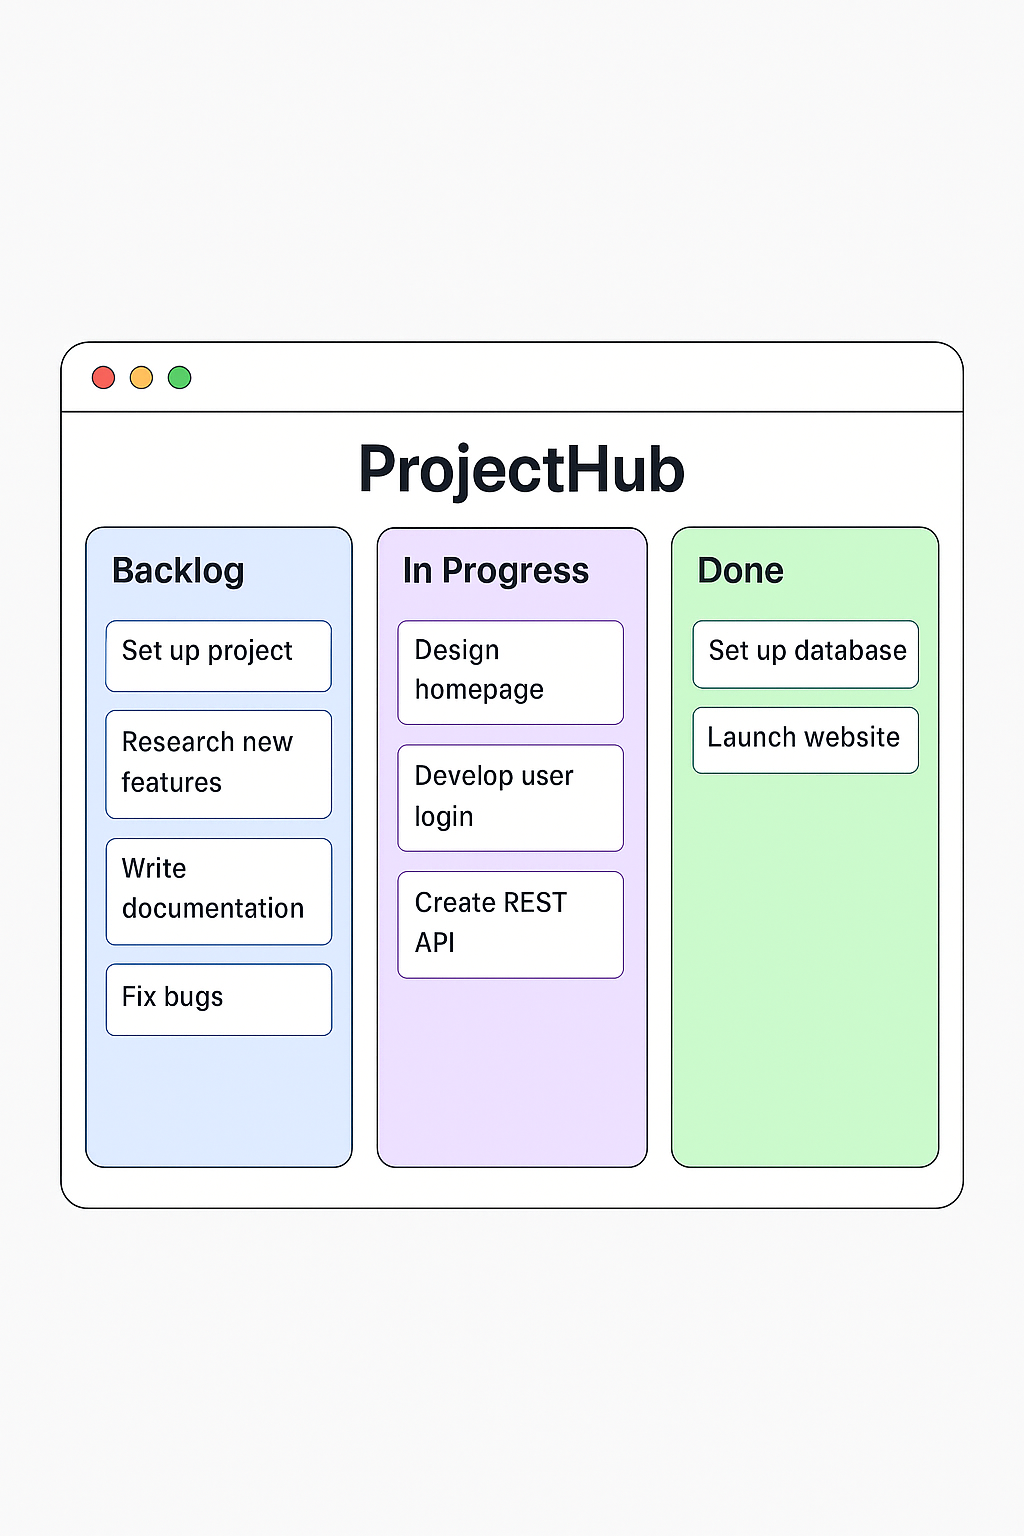 ProjectHub
Backlog
Set up project
Research new
features
Write
documentation
Fix bugs
In Progress
Design
homepage
Develop user
login
Create REST
API
Done
Set up database
Launch website